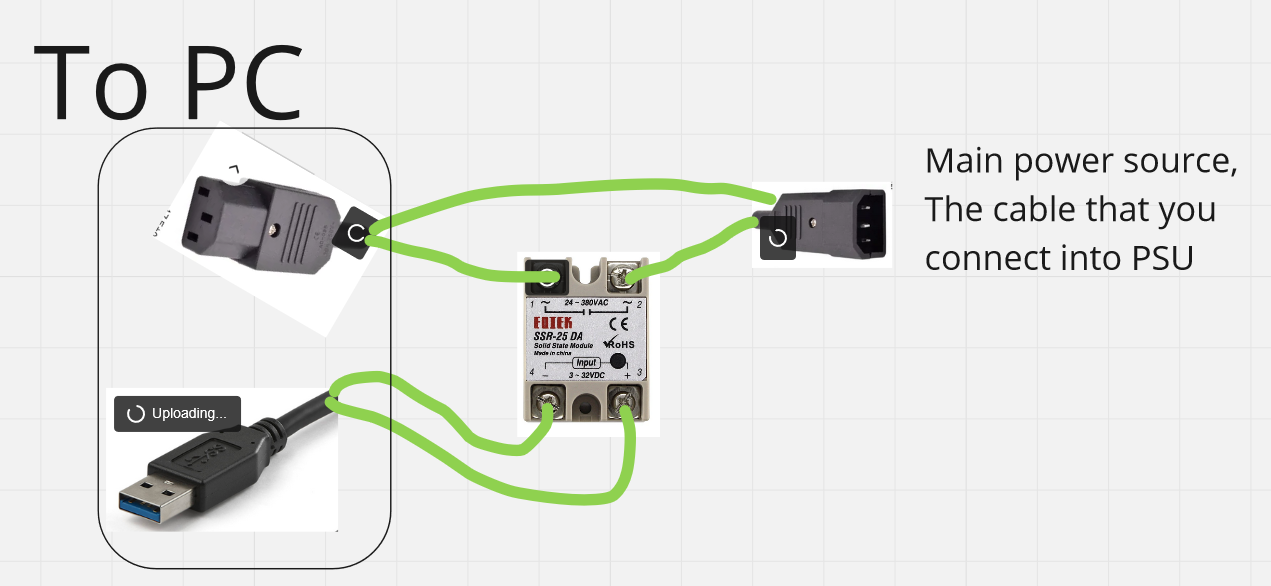 To PC
Main power source,
The cable that you
connect into PSU
1 ~ 24 - 380VAC ~ 2
FOTEK
SSR-25 DA
Solid State Module
Made in china
CE
RoHS
Input
4 - 3 ~ 32VDC + 3
Uploading...